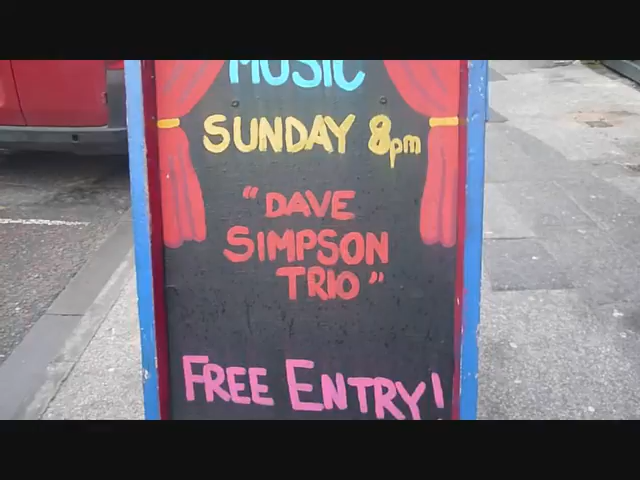 MUSIC
SUNDAY 8pm
"DAVE
SIMPSON
TRIO"
FREE ENTRY!